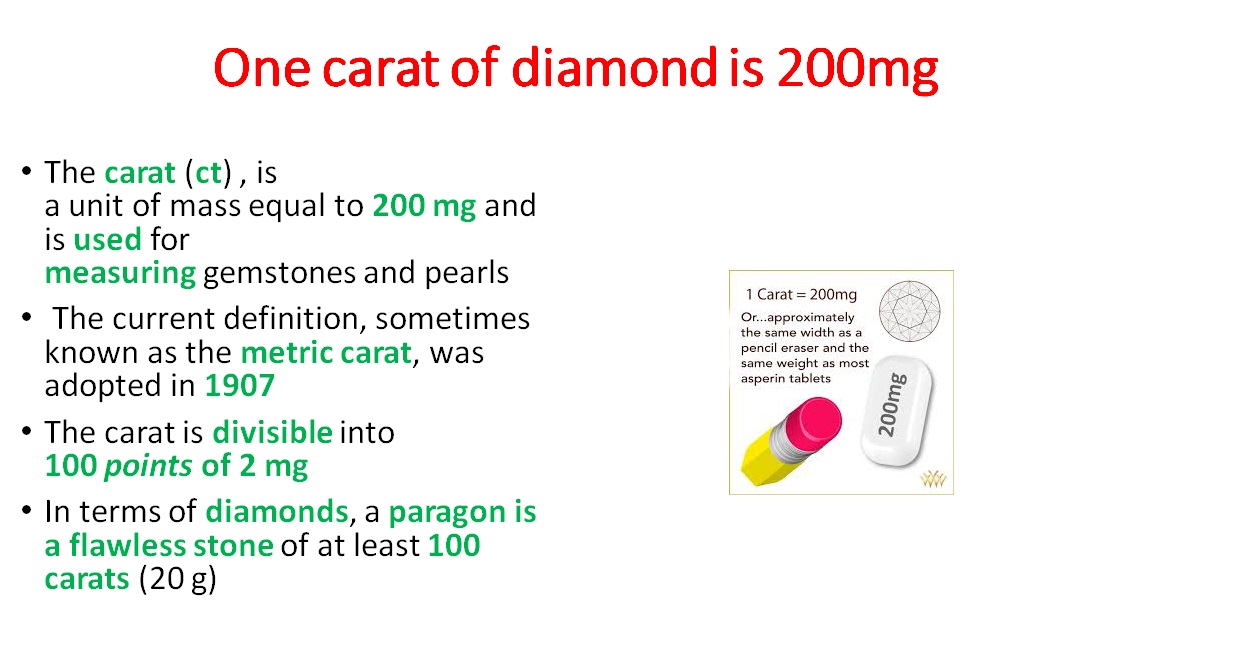 One carat of diamond is 200mg
• The carat (ct) , is
a unit of mass equal to 200 mg and
is used for
measuring gemstones and pearls
• The current definition, sometimes
known as the metric carat, was
adopted in 1907
• The carat is divisible into
100 points of 2 mg
• In terms of diamonds, a paragon is
a flawless stone of at least 100
carats (20 g)
1 Carat = 200mg
Or...approximately
the same width as a
pencil eraser and the
same weight as most
asperin tablets
200mg